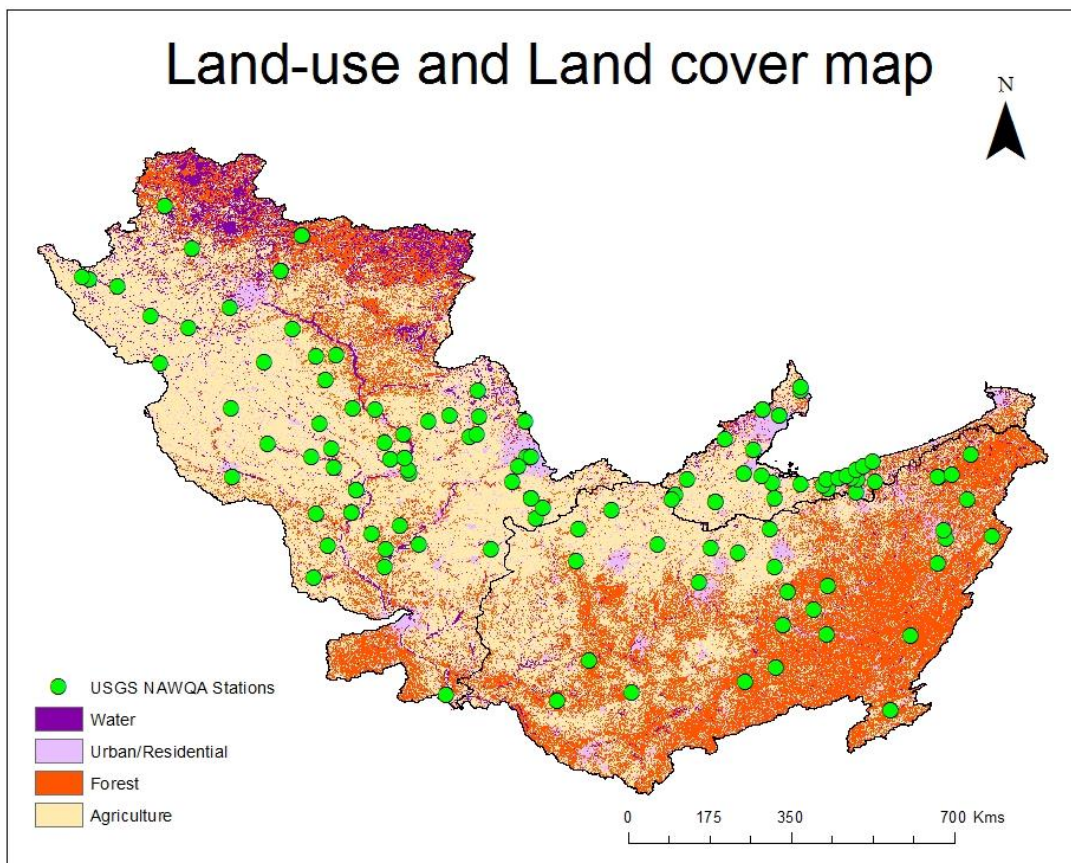 Land-use and Land cover map
N
USGS NAWQA Stations
Water
Urban/Residential
Forest
Agriculture
0 175 350 700 Kms